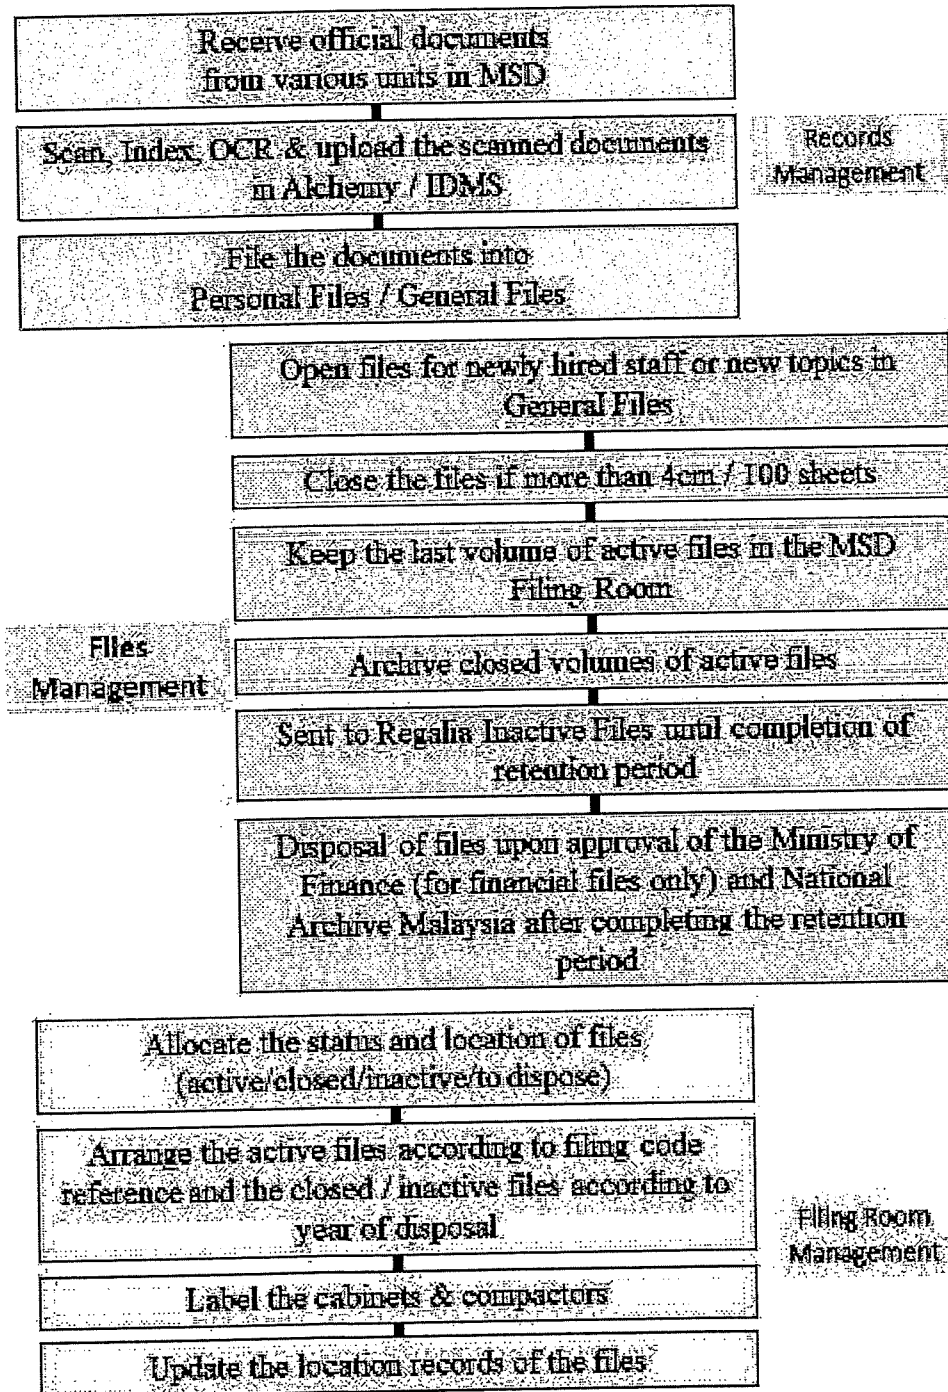 Receive official documents
from various units in MSD
Scan, Index, OCR & upload the scanned documents
in Alchemy / IDMS
Records
Management
File the documents into
Personal Files / General Files
Open files for newly hired staff or new topics in
General Files
Close the files if more than 4cm / 100 sheets
Keep the last volume of active files in the MSD
Filing Room
Files
Management
Archive closed volumes of active files
Sent to Regalia Inactive Files until completion of
retention period
Disposal of files upon approval of the Ministry of
Finance (for financial files only) and National
Archive Malaysia after completing the retention
period
Allocate the status and location of files
(active/closed/inactive/to dispose)
Arrange the active files according to filing code
reference and the closed / inactive files according to
year of disposal
Filing Room
Management
Label the cabinets & compactors
Update the location records of the files